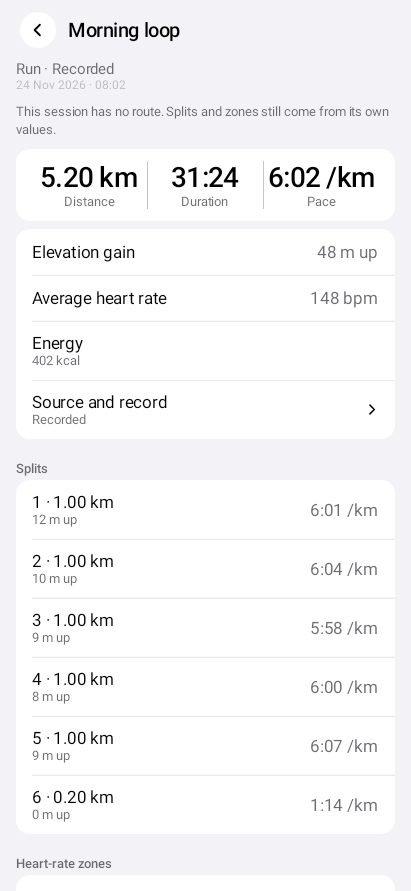 Morning loop
Run · Recorded
24 Nov 2026 · 08:02
This session has no route. Splits and zones still come from its own
values.
5.20 km
Distance
31:24
Duration
6:02 /km
Pace
Elevation gain
48 m up
Average heart rate
148 bpm
Energy
402 kcal
Source and record
Recorded
Splits
1 · 1.00 km
12 m up
6:01 /km
2 · 1.00 km
10 m up
6:04 /km
3 · 1.00 km
9 m up
5:58 /km
4 · 1.00 km
8 m up
6:00 /km
5 · 1.00 km
9 m up
6:07 /km
6 · 0.20 km
0 m up
1:14 /km
Heart-rate zones